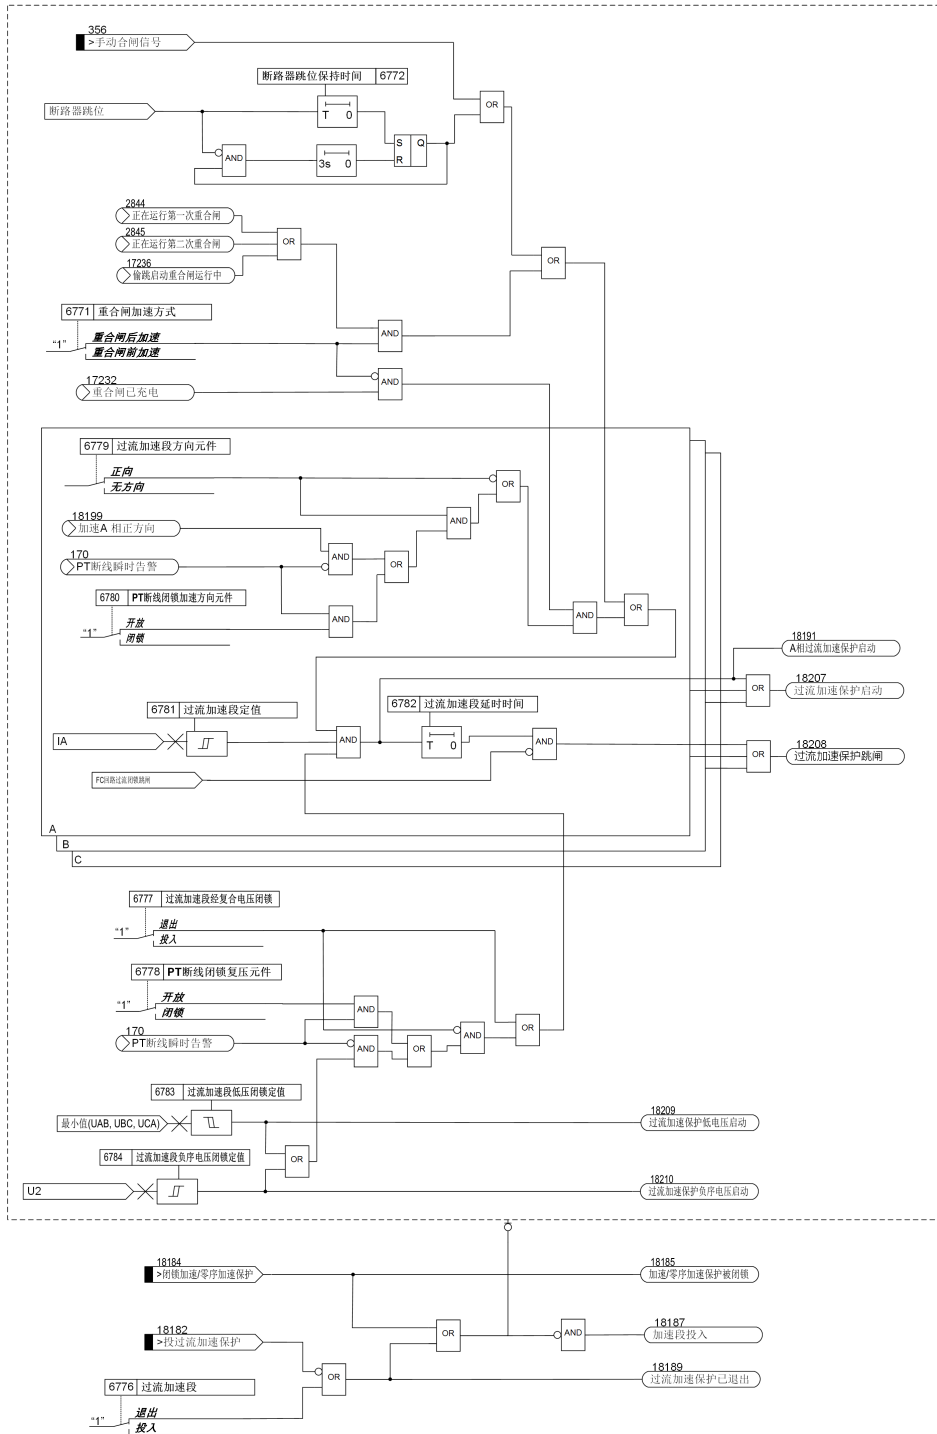 356
>手动合闸信号
断路器跳位保持时间 6772
断路器跳位
T 0
OR
S Q
R
AND
3s 0
2844
正在运行第一次重合闸
2845
正在运行第二次重合闸
OR
17236
偷跳启动重合闸运行中
OR
6771 重合闸加速方式
"1"
重合闸后加速
重合闸前加速
AND
17232
重合闸已充电
AND
6779 过流加速段方向元件
正向
无方向
OR
18199
加速A 相正方向
AND
170
PT断线瞬时告警
AND
OR
6780 PT断线闭锁加速方向元件
"1"
开放
闭锁
AND
AND
OR
18191
A相过流加速保护启动
18207
过流加速保护启动
OR
6781 过流加速段定值
6782 过流加速段延时时间
IA
AND
T 0
AND
18208
过流加速保护跳闸
OR
FC回路过流闭锁跳闸
A
B
C
6777 过流加速段经复合电压闭锁
"1"
退出
投入
6778 PT断线闭锁复压元件
"1"
开放
闭锁
AND
170
PT断线瞬时告警
AND
OR
AND
OR
6783 过流加速段低压闭锁定值
最小值(UAB, UBC, UCA)
18209
过流加速保护低电压启动
6784 过流加速段负序电压闭锁定值
OR
U2
18210
过流加速保护负序电压启动
18184
>闭锁加速/零序加速保护
18185
加速/零序加速保护被闭锁
18182
>投过流加速保护
OR
AND
18187
加速段投入
OR
18189
过流加速保护已退出
6776 过流加速段
"1"
退出
投入